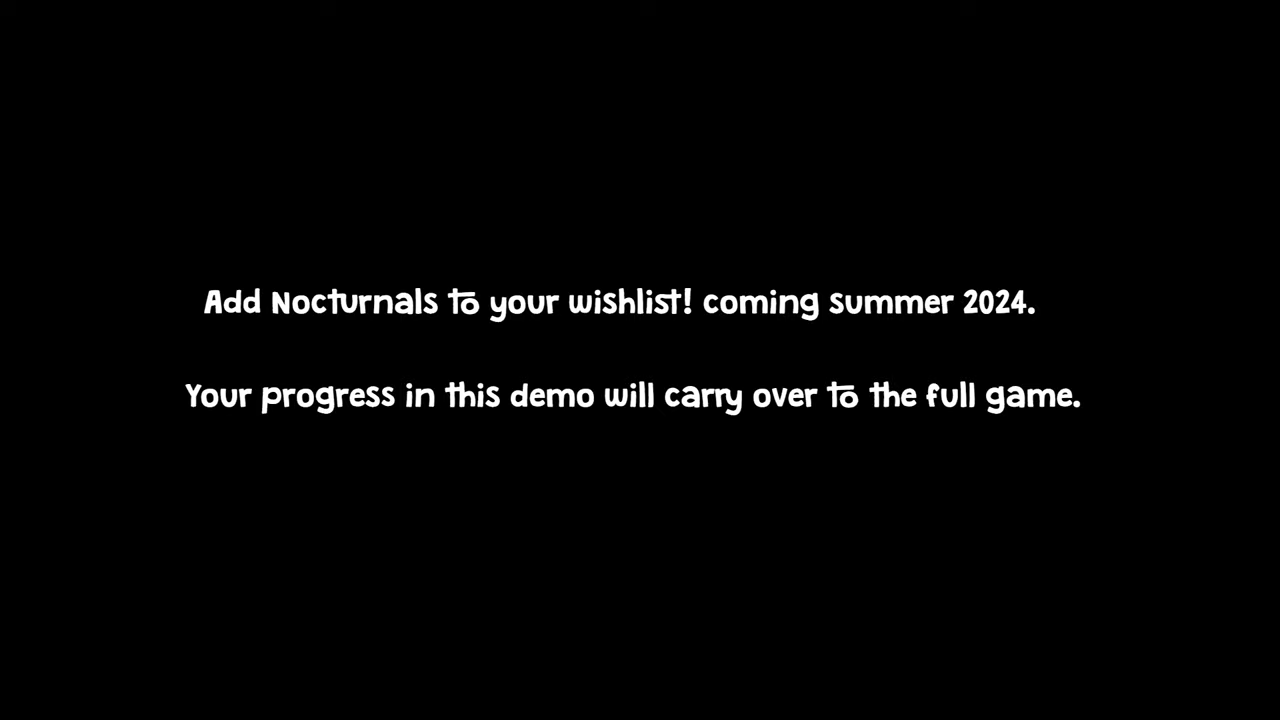 Add Nocturnals to your wishlist! coming summer 2024.
Your progress in this demo will carry over to the full game.